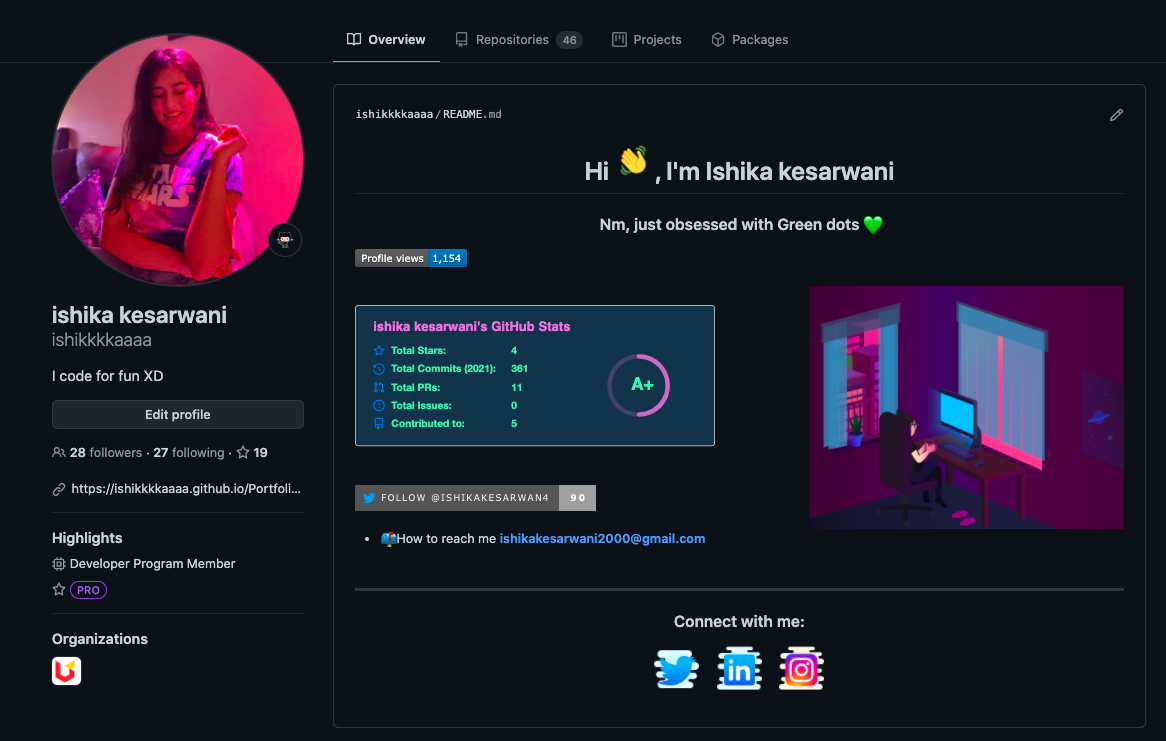 Overview Repositories 46 Projects Packages
STAR WARS
ishika kesarwani
ishikkkkaaaa
I code for fun XD
Edit profile
28 followers · 27 following · 19
https://ishikkkkaaaa.github.io/Portfoli...
Highlights
Developer Program Member
PRO
Organizations
ishikkkkaaaa/README.md
Hi 👋, I'm Ishika kesarwani
Nm, just obsessed with Green dots 💚
Profile views 1,154
ishika kesarwani's GitHub Stats
Total Stars: 4
Total Commits (2021): 361
Total PRs: 11
Total Issues: 0
Contributed to: 5
A+
FOLLOW @ISHIKAKESARWAN4 90
• 📫How to reach me ishikakesarwani2000@gmail.com
Connect with me:
in